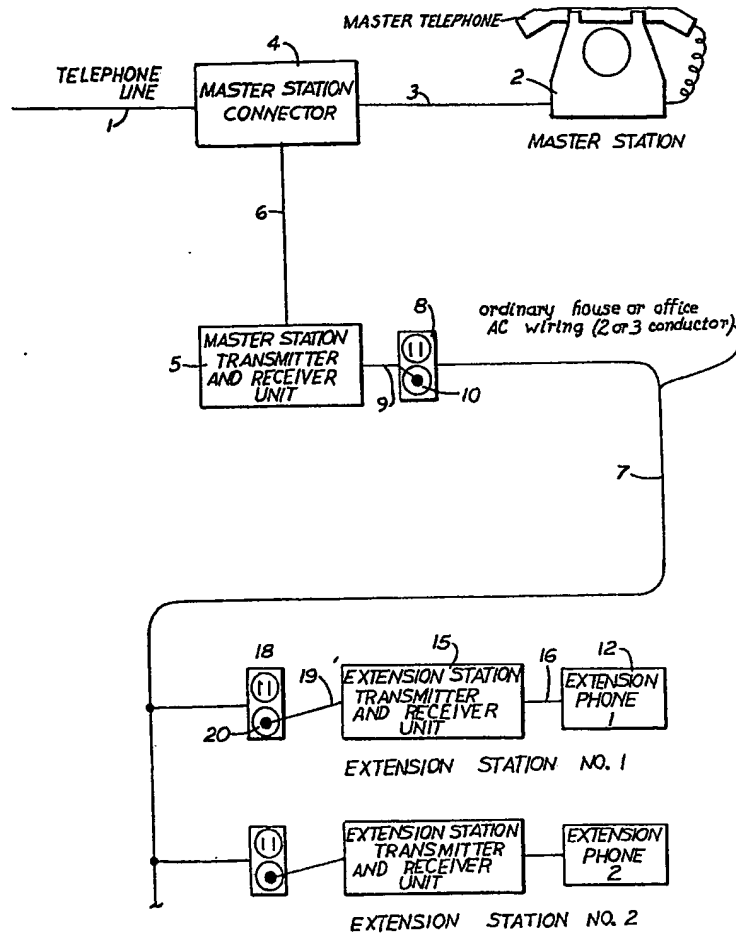 MASTER TELEPHONE
4
TELEPHONE
LINE
1
MASTER STATION
CONNECTOR
3
2
MASTER STATION
6
8
ordinary house or office
AC wiring (2 or 3 conductor)
5
MASTER STATION
TRANSMITTER
AND RECEIVER
UNIT
9
10
7
18
19
20
15
EXTENSION STATION
TRANSMITTER
AND RECEIVER
UNIT
16
12
EXTENSION
PHONE
1
EXTENSION STATION NO. 1
EXTENSION STATION
TRANSMITTER
AND RECEIVER
UNIT
EXTENSION
PHONE
2
EXTENSION STATION NO. 2